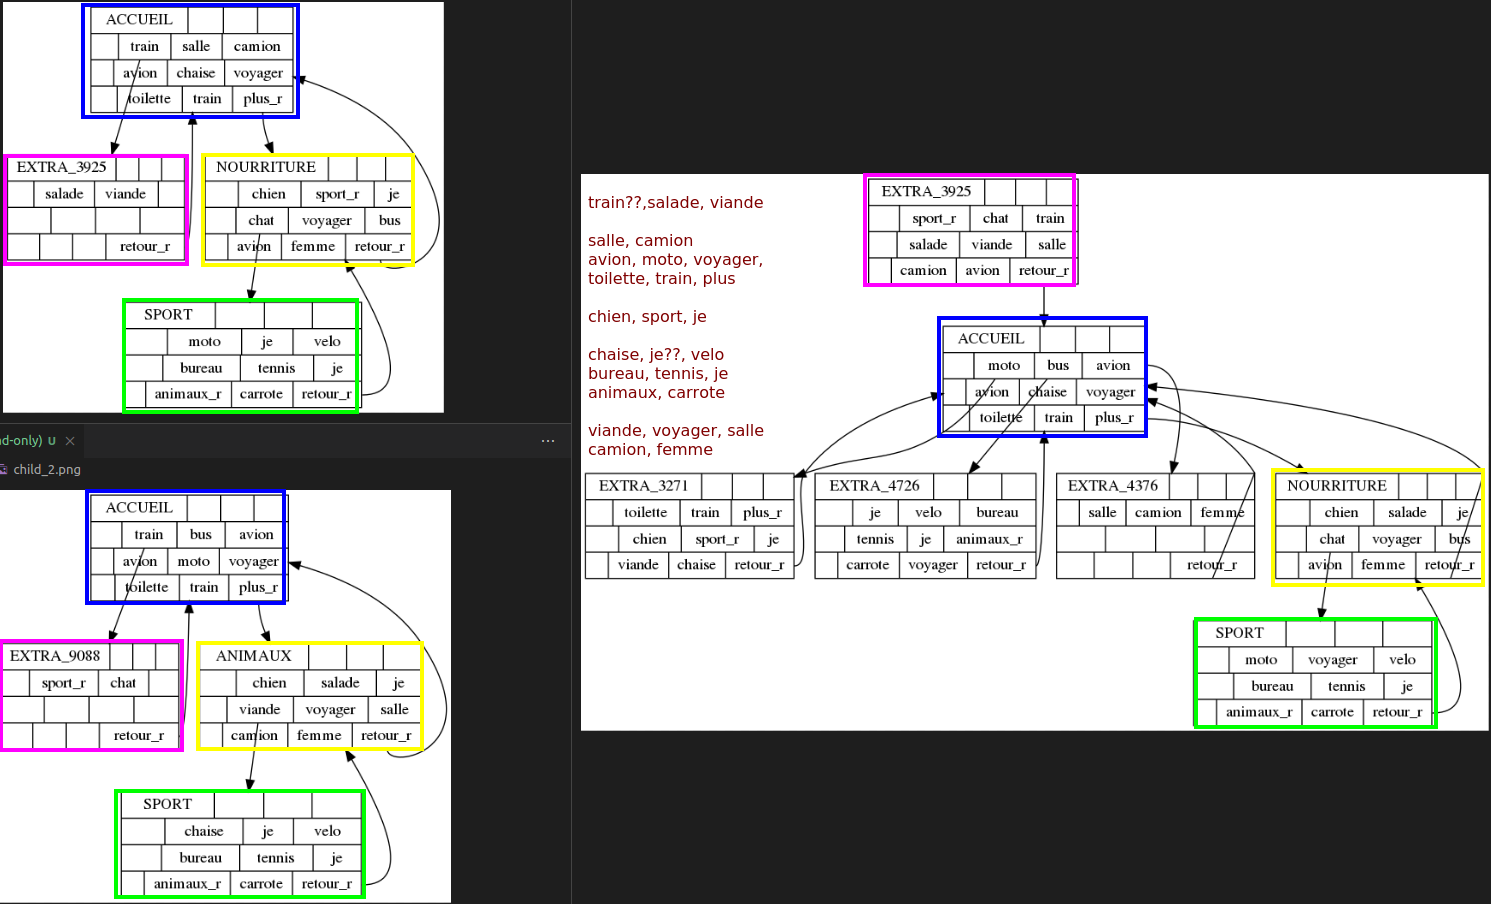 ACCUEIL
train salle camion
avion chaise voyager
toilette train plus_r
EXTRA_3925
salade viande
retour_r
NOURRITURE
chien sport_r je
chat voyager bus
avion femme retour_r
SPORT
moto je velo
bureau tennis je
animaux_r carrote retour_r
d-only) U ×
...
child_2.png
ACCUEIL
train bus avion
avion moto voyager
toilette train plus_r
EXTRA_9088
sport_r chat
retour_r
ANIMAUX
chien salade je
viande voyager salle
camion femme retour_r
SPORT
chaise je velo
bureau tennis je
animaux_r carrote retour_r
train??,salade, viande
salle, camion
avion, moto, voyager,
toilette, train, plus
chien, sport, je
chaise, je??, velo
bureau, tennis, je
animaux, carrote
viande, voyager, salle
camion, femme
EXTRA_3925
sport_r chat train
salade viande salle
camion avion retour_r
ACCUEIL
moto bus avion
avion chaise voyager
toilette train plus_r
EXTRA_3271
toilette train plus_r
chien sport_r je
viande chaise retour_r
EXTRA_4726
je velo bureau
tennis je animaux_r
carrote voyager retour_r
EXTRA_4376
salle camion femme
retour_r
NOURRITURE
chien salade je
chat voyager bus
avion femme retour_r
SPORT
moto voyager velo
bureau tennis je
animaux_r carrote retour_r